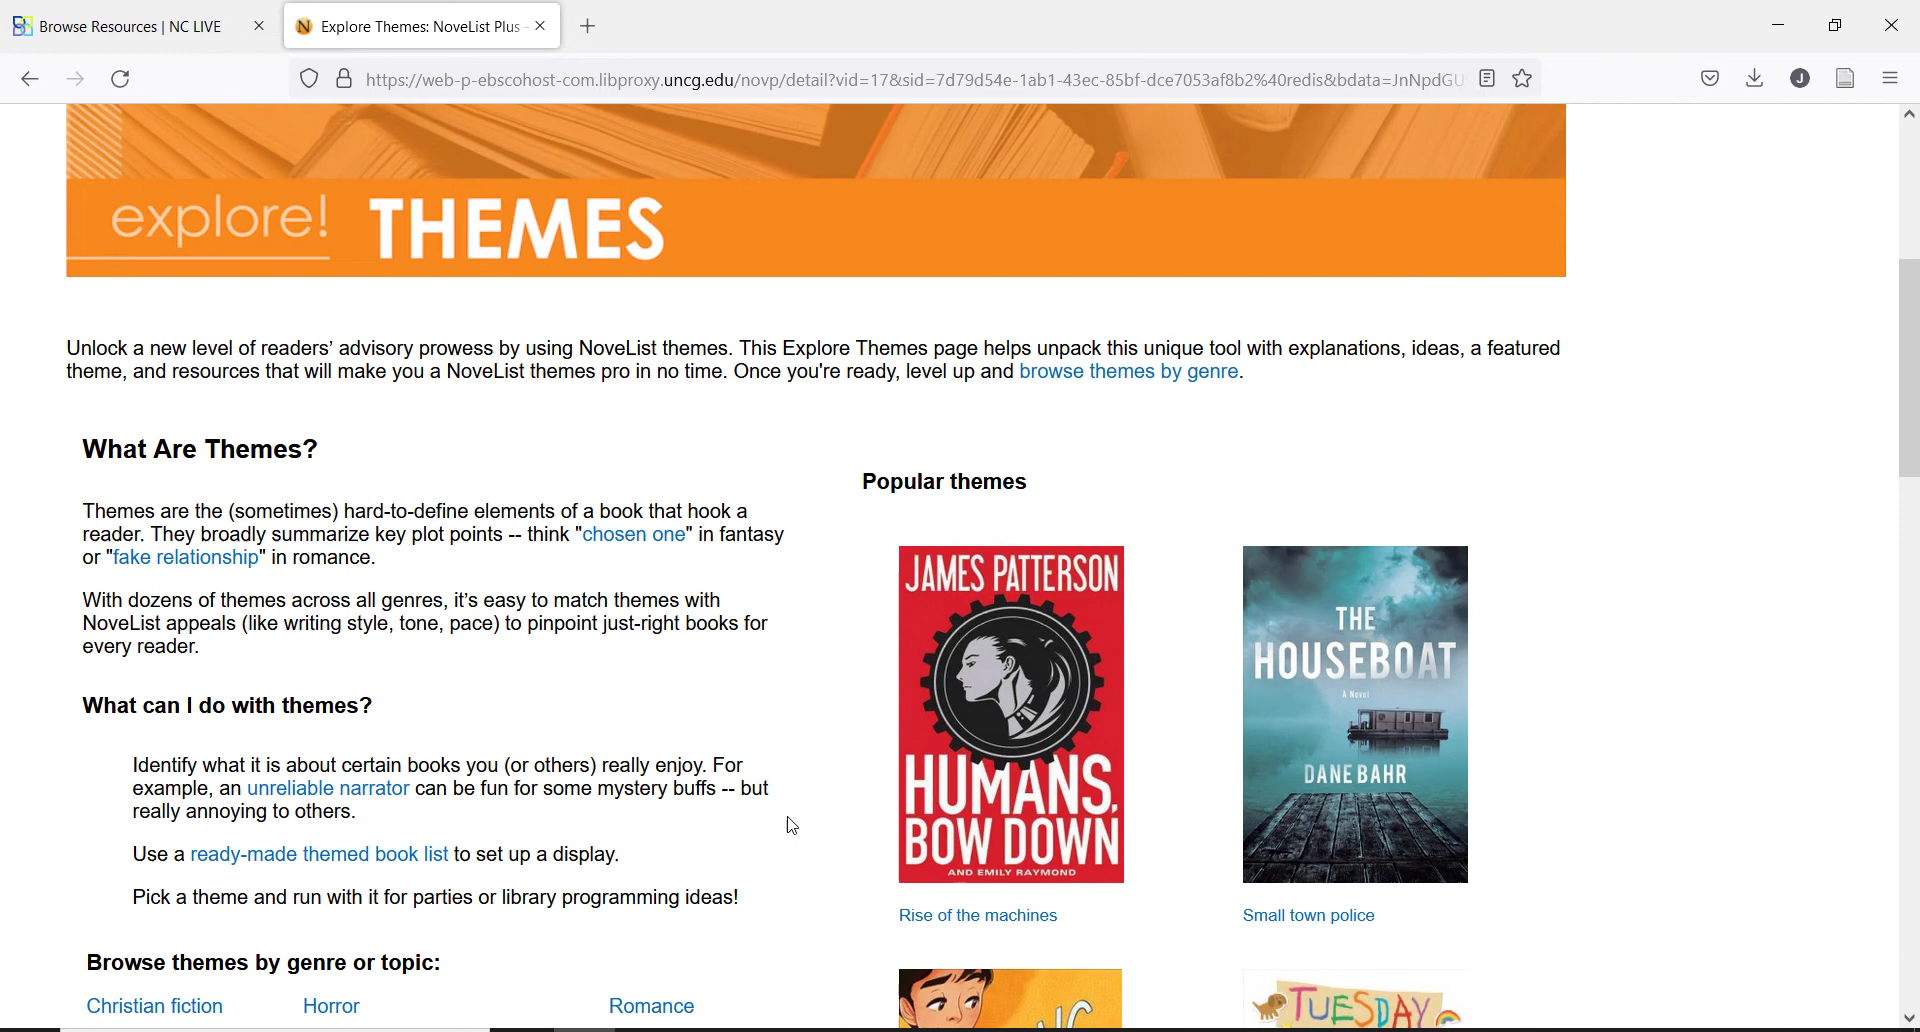 Browse Resources | NC LIVE
Explore Themes: NoveList Plus -
https://web-p-ebscohost-com.libproxy.uncg.edu/novp/detail?vid=17&sid=7d79d54e-1ab1-43ec-85bf-dce7053af8b2%40redis&bdata=JnNpdGU
J
explore! THEMES
Unlock a new level of readers’ advisory prowess by using NoveList themes. This Explore Themes page helps unpack this unique tool with explanations, ideas, a featured
theme, and resources that will make you a NoveList themes pro in no time. Once you're ready, level up and browse themes by genre.
What Are Themes?
Themes are the (sometimes) hard-to-define elements of a book that hook a
reader. They broadly summarize key plot points -- think "chosen one" in fantasy
or "fake relationship" in romance.
With dozens of themes across all genres, it’s easy to match themes with
NoveList appeals (like writing style, tone, pace) to pinpoint just-right books for
every reader.
What can I do with themes?
Identify what it is about certain books you (or others) really enjoy. For
example, an unreliable narrator can be fun for some mystery buffs -- but
really annoying to others.
Use a ready-made themed book list to set up a display.
Pick a theme and run with it for parties or library programming ideas!
Browse themes by genre or topic:
Christian fiction Horror Romance
Popular themes
JAMES PATTERSON
HUMANS,
BOW DOWN
AND EMILY RAYMOND
Rise of the machines
THE
HOUSEBOAT
A Novel
DANE BAHR
Small town police
TUESDAY